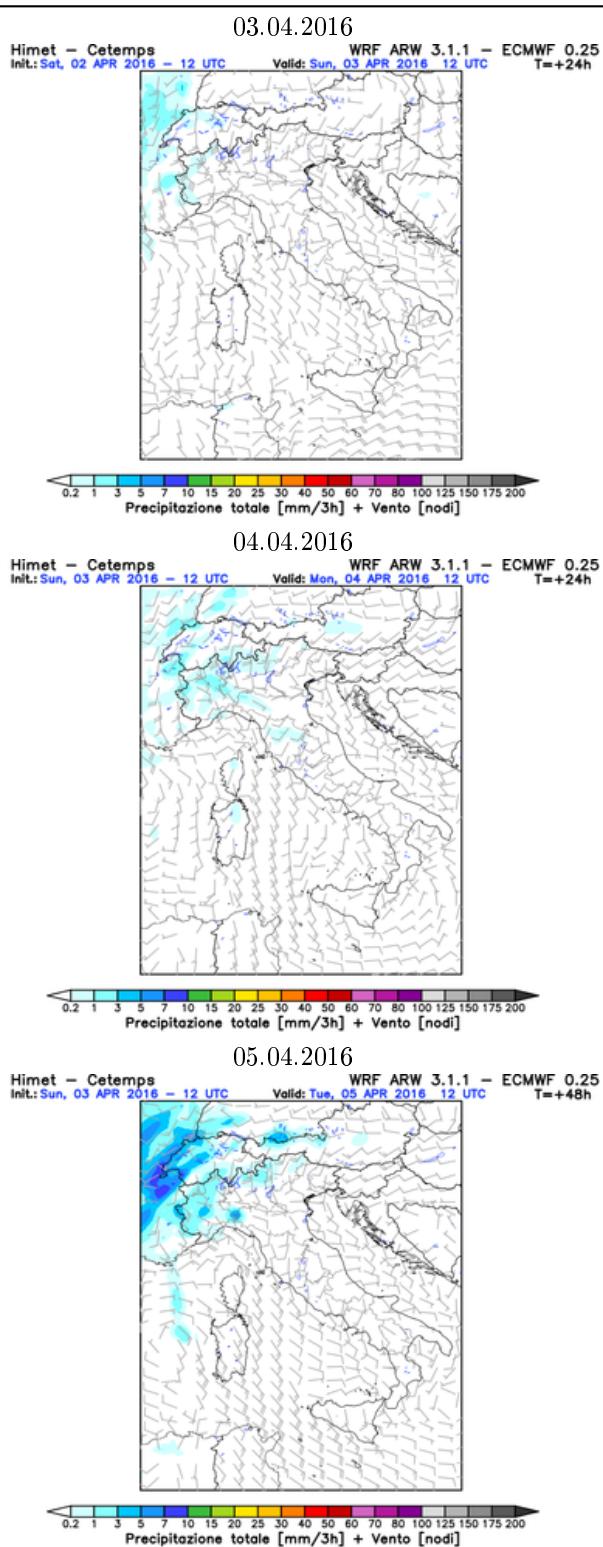 03.04.2016
Himet – Cetemps WRF ARW 3.1.1 – ECMWF 0.25
Init.: Sat, 02 APR 2016 – 12 UTC Valid: Sun, 03 APR 2016 12 UTC T=+24h
0.2 1 3 5 7 10 15 20 25 30 40 50 60 70 80 100 125 150 175 200
Precipitazione totale [mm/3h] + Vento [nodi]
04.04.2016
Himet – Cetemps WRF ARW 3.1.1 – ECMWF 0.25
Init.: Sun, 03 APR 2016 – 12 UTC Valid: Mon, 04 APR 2016 12 UTC T=+24h
0.2 1 3 5 7 10 15 20 25 30 40 50 60 70 80 100 125 150 175 200
Precipitazione totale [mm/3h] + Vento [nodi]
05.04.2016
Himet – Cetemps WRF ARW 3.1.1 – ECMWF 0.25
Init.: Sun, 03 APR 2016 – 12 UTC Valid: Tue, 05 APR 2016 12 UTC T=+48h
0.2 1 3 5 7 10 15 20 25 30 40 50 60 70 80 100 125 150 175 200
Precipitazione totale [mm/3h] + Vento [nodi]